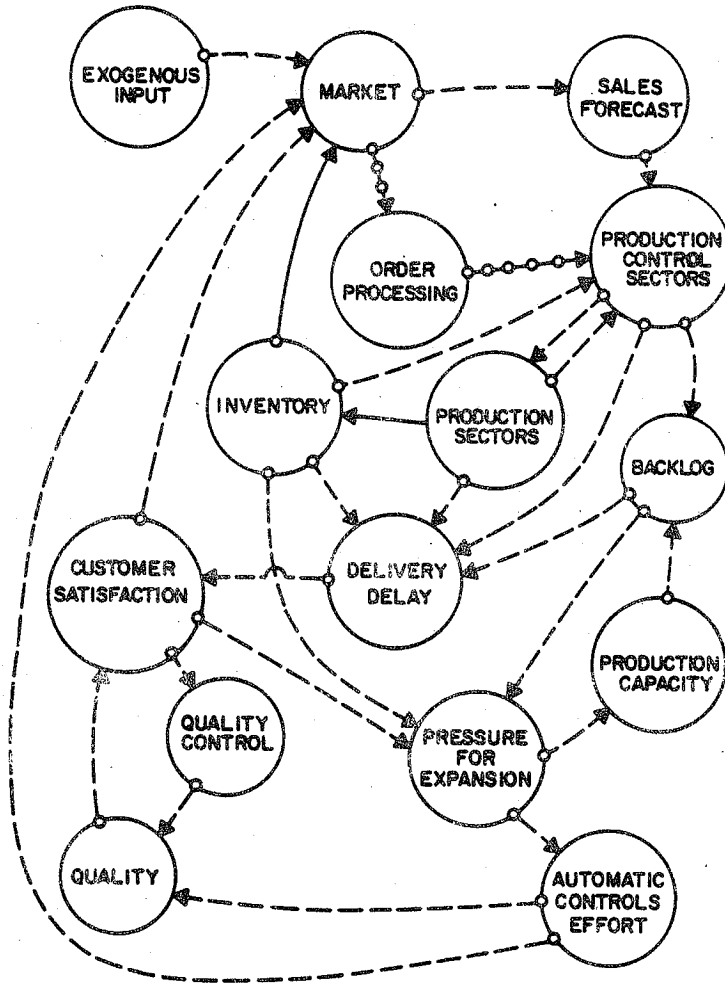 EXOGENOUS
INPUT
MARKET
SALES
FORECAST
ORDER
PROCESSING
PRODUCTION
CONTROL
SECTORS
INVENTORY
PRODUCTION
SECTORS
BACKLOG
CUSTOMER
SATISFACTION
DELIVERY
DELAY
PRODUCTION
CAPACITY
QUALITY
CONTROL
PRESSURE
FOR
EXPANSION
QUALITY
AUTOMATIC
CONTROLS
EFFORT